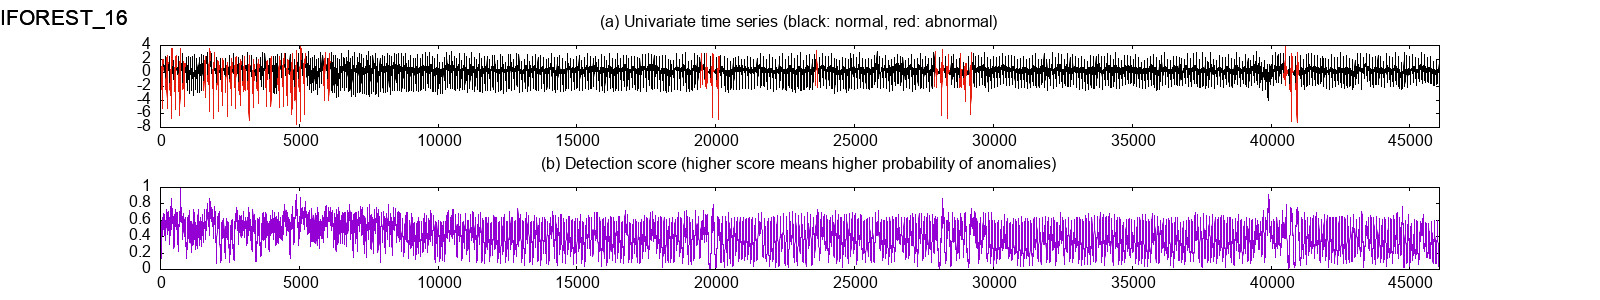 IFOREST_16
(a) Univariate time series (black: normal, red: abnormal)
4
2
0
-2
-4
-6
-8
0 5000 10000 15000 20000 25000 30000 35000 40000 45000
(b) Detection score (higher score means higher probability of anomalies)
1
0.8
0.6
0.4
0.2
0
0 5000 10000 15000 20000 25000 30000 35000 40000 45000